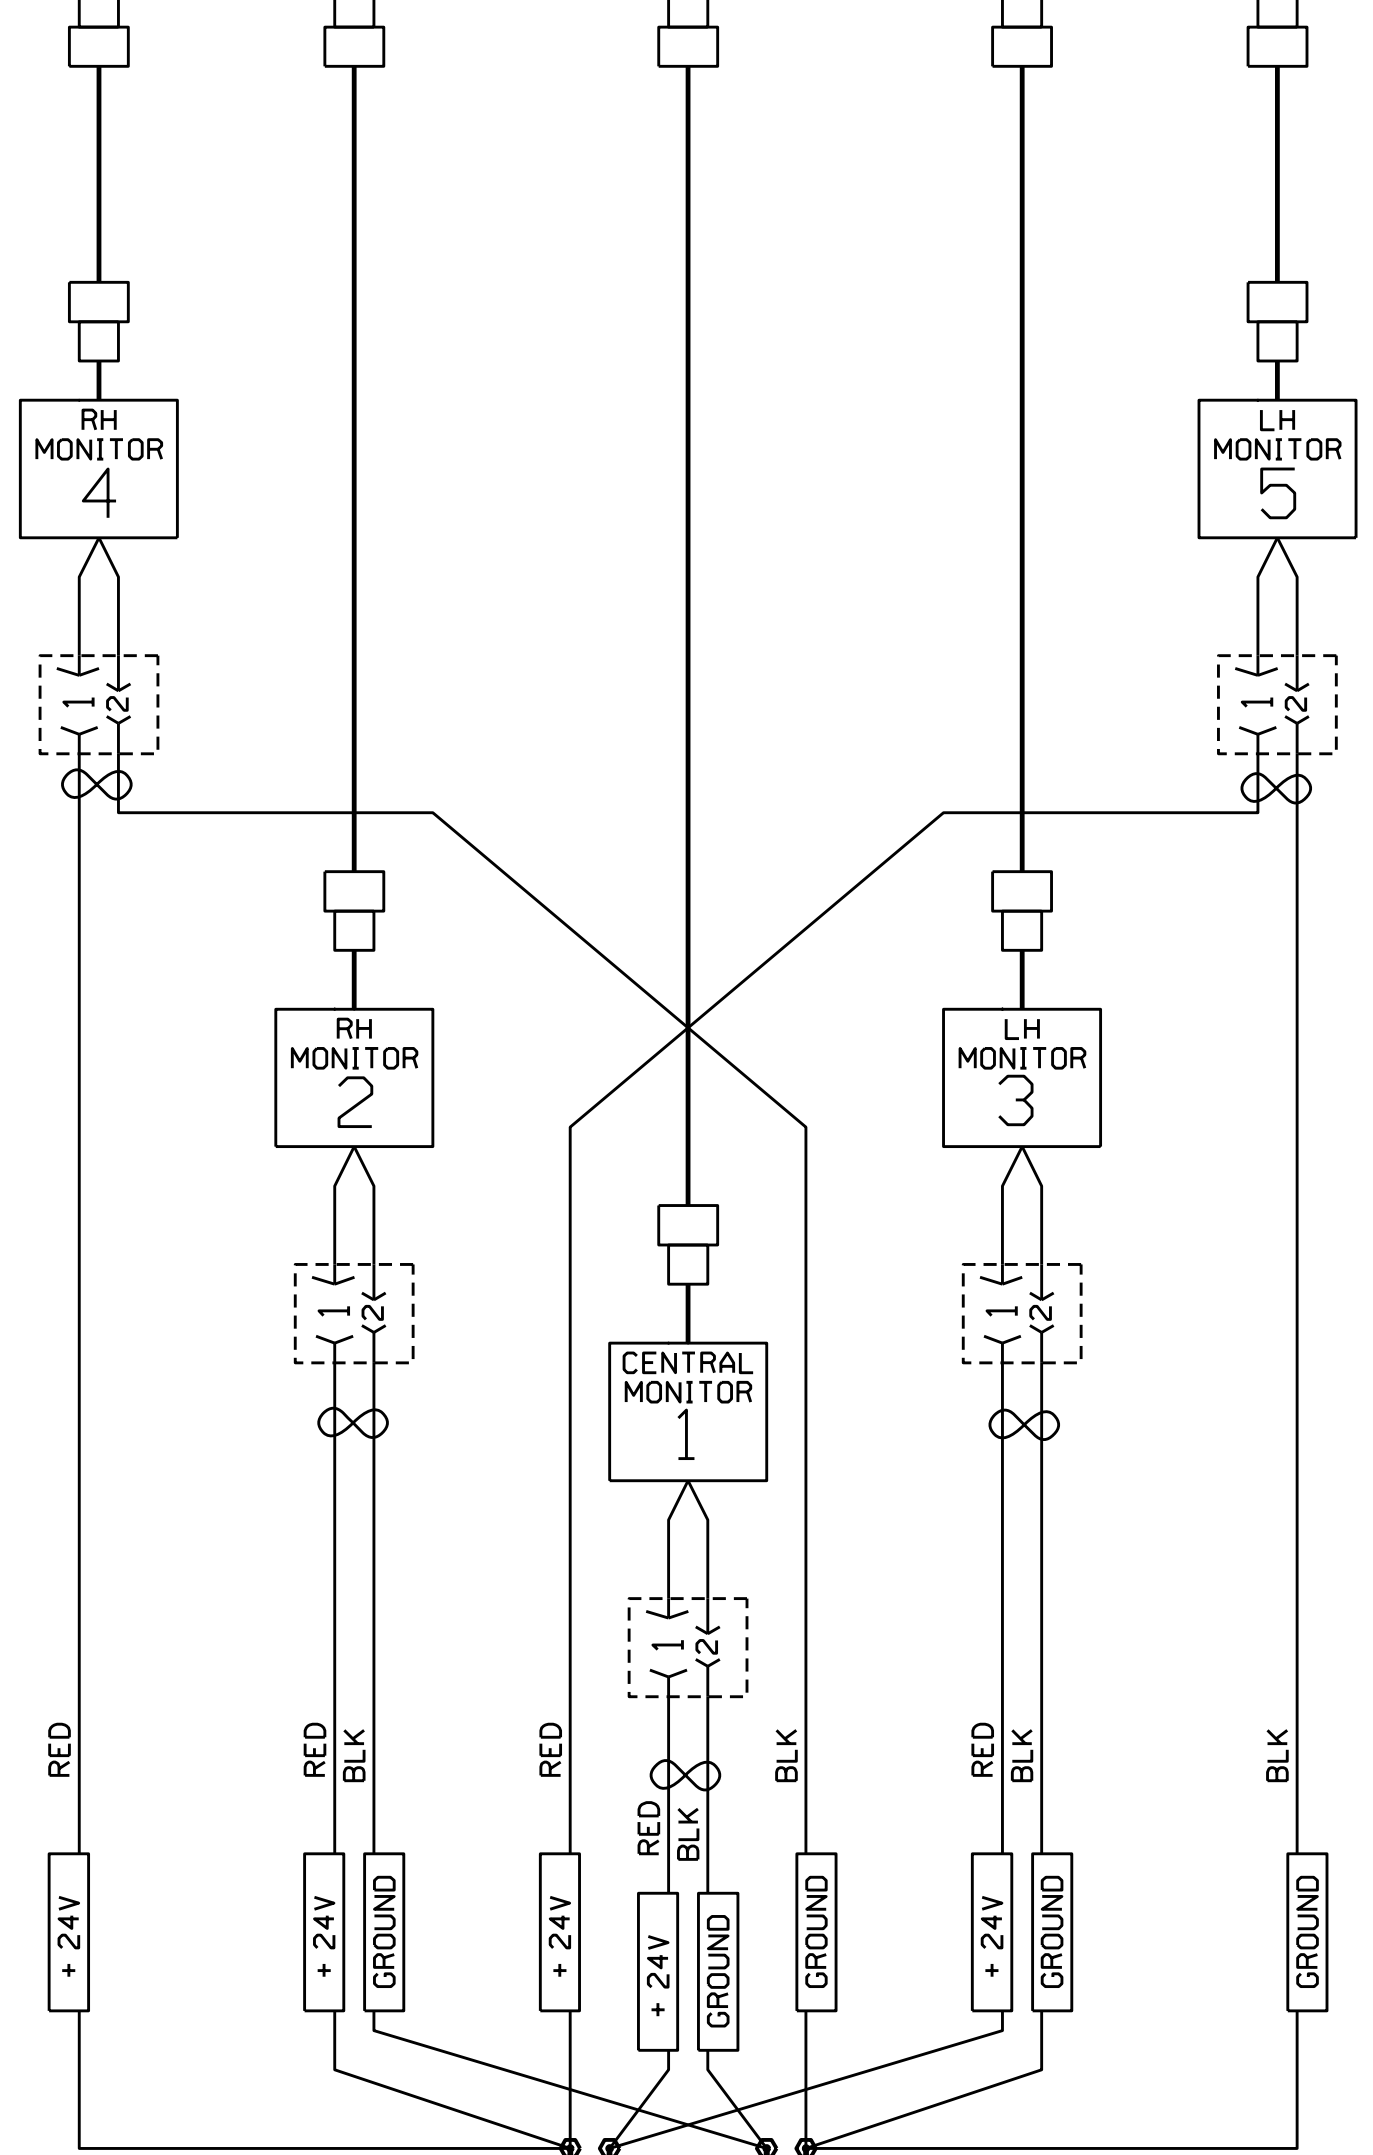 RH
MONITOR
4
LH
MONITOR
5
1
2
1
2
RH
MONITOR
2
LH
MONITOR
3
1
2
1
2
CENTRAL
MONITOR
1
1
2
RED
RED
BLK
RED
RED
BLK
BLK
RED
BLK
BLK
+ 24V
+ 24V
GROUND
+ 24V
+ 24V
GROUND
GROUND
+ 24V
GROUND
GROUND